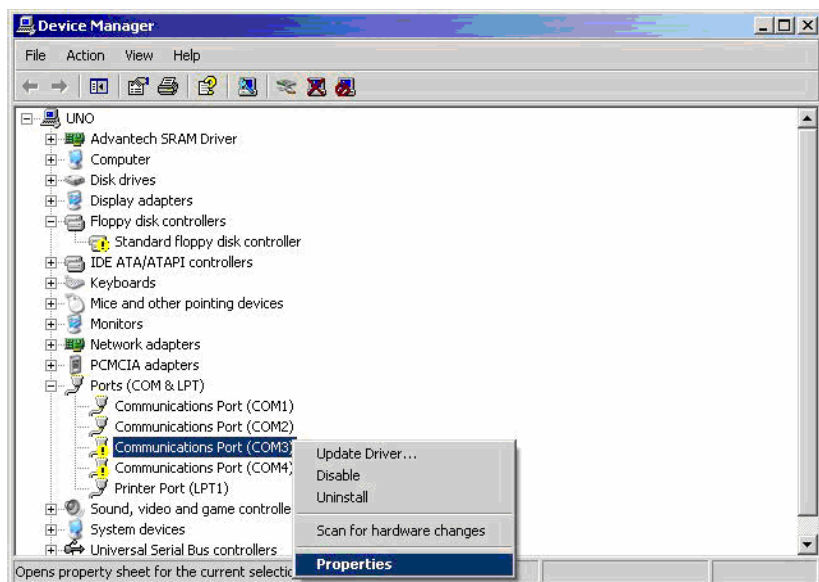 Device Manager
File Action View Help
UNO
Advantech SRAM Driver
Computer
Disk drives
Display adapters
Floppy disk controllers
Standard floppy disk controller
IDE ATA/ATAPI controllers
Keyboards
Mice and other pointing devices
Monitors
Network adapters
PCMCIA adapters
Ports (COM & LPT)
Communications Port (COM1)
Communications Port (COM2)
Communications Port (COM3)
Communications Port (COM4)
Printer Port (LPT1)
Sound, video and game controlle
System devices
Universal Serial Bus controllers
Update Driver...
Disable
Uninstall
Scan for hardware changes
Properties
Opens property sheet for the current selectio